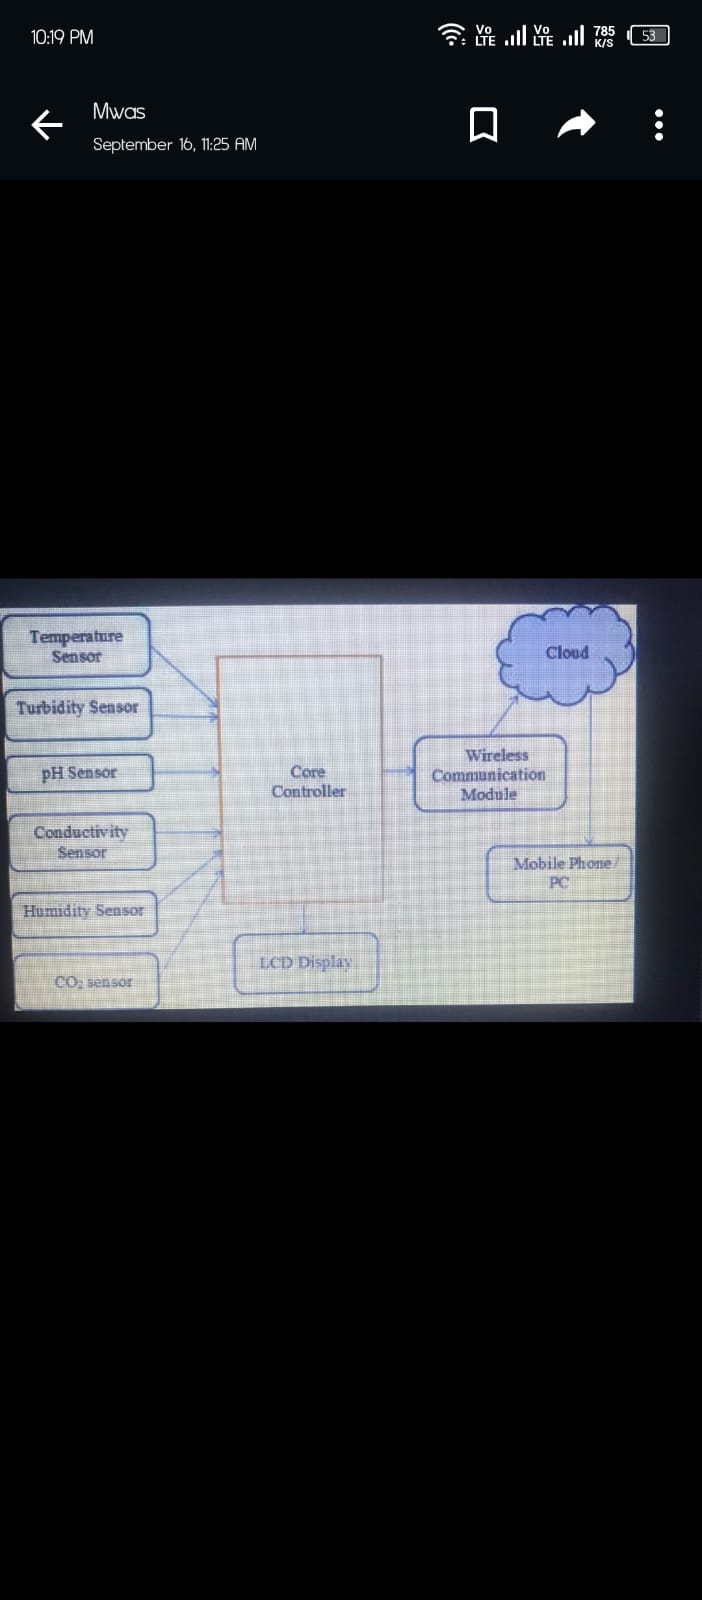 10:19 PM
Vo LTE
Vo LTE
785 K/S
53
Mwas
September 16, 11:25 AM
Temperature
Sensor
Turbidity Sensor
pH Sensor
Conductivity
Sensor
Humidity Sensor
CO₂ sensor
Core
Controller
LCD Display
Wireless
Communication
Module
Cloud
Mobile Phone/
PC